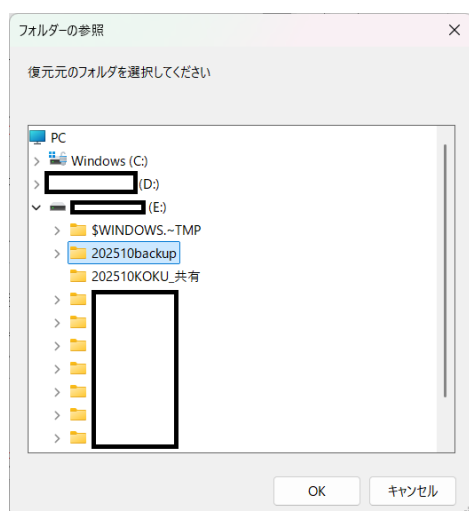 フォルダーの参照
復元元のフォルダを選択してください
PC
Windows (C:)
(D:)
(E:)
$WINDOWS.~TMP
202510backup
202510KOKU_共有
OK キャンセル